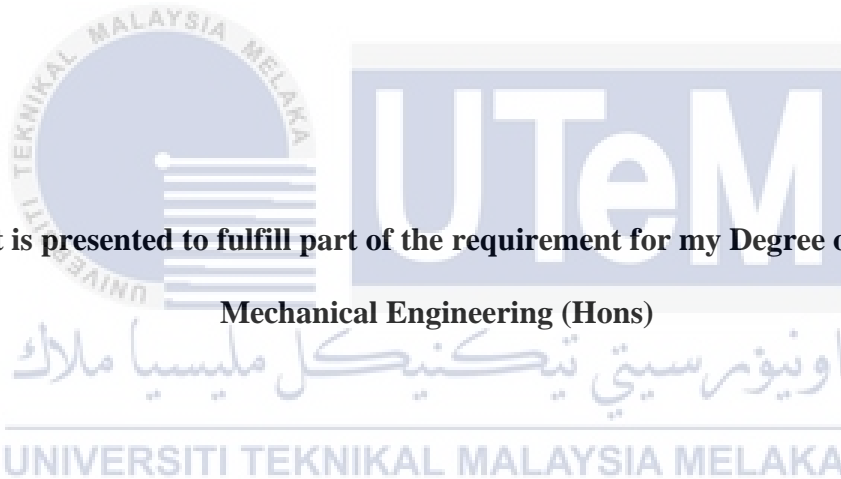 UNIVERSITI TEKNIKAL MALAYSIA MELAKA
UTeM
t is presented to fulfill part of the requirement for my Degree o
Mechanical Engineering (Hons)
اونيۏرسيتي تيكنيكل مليسيا ملاك
UNIVERSITI TEKNIKAL MALAYSIA MELAKA